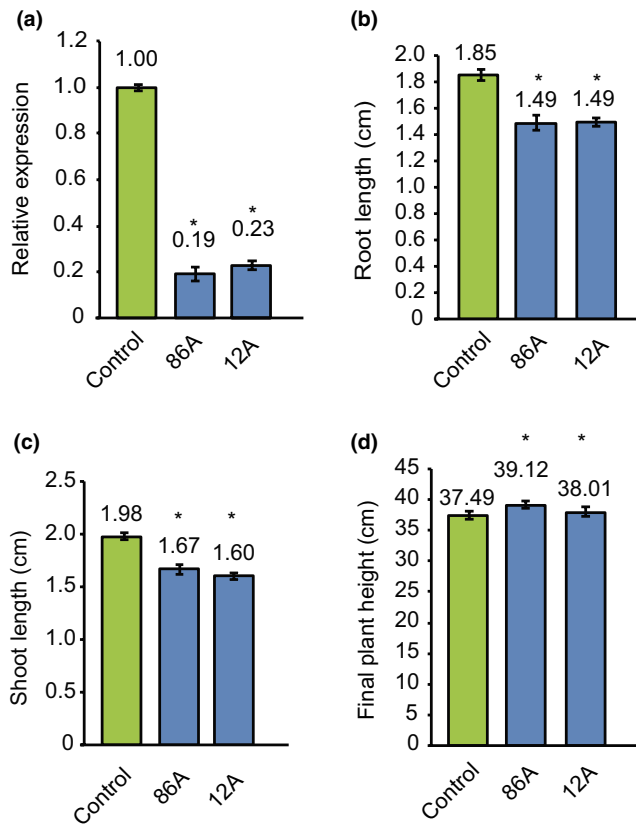 (a)
Relative expression
1.2
1.0
0.8
0.6
0.4
0.2
0
1.00
*
0.19
*
0.23
Control
86A
12A
(b)
Root length (cm)
2.0
1.8
1.6
1.4
1.2
1.0
0.8
0.6
0.4
0.2
0
1.85
*
1.49
*
1.49
Control
86A
12A
(c)
Shoot length (cm)
2.5
2.0
1.5
1.0
0.5
0
1.98
*
1.67
*
1.60
Control
86A
12A
(d)
Final plant height (cm)
45
40
35
30
25
20
15
10
5
0
37.49
*
39.12
*
38.01
Control
86A
12A